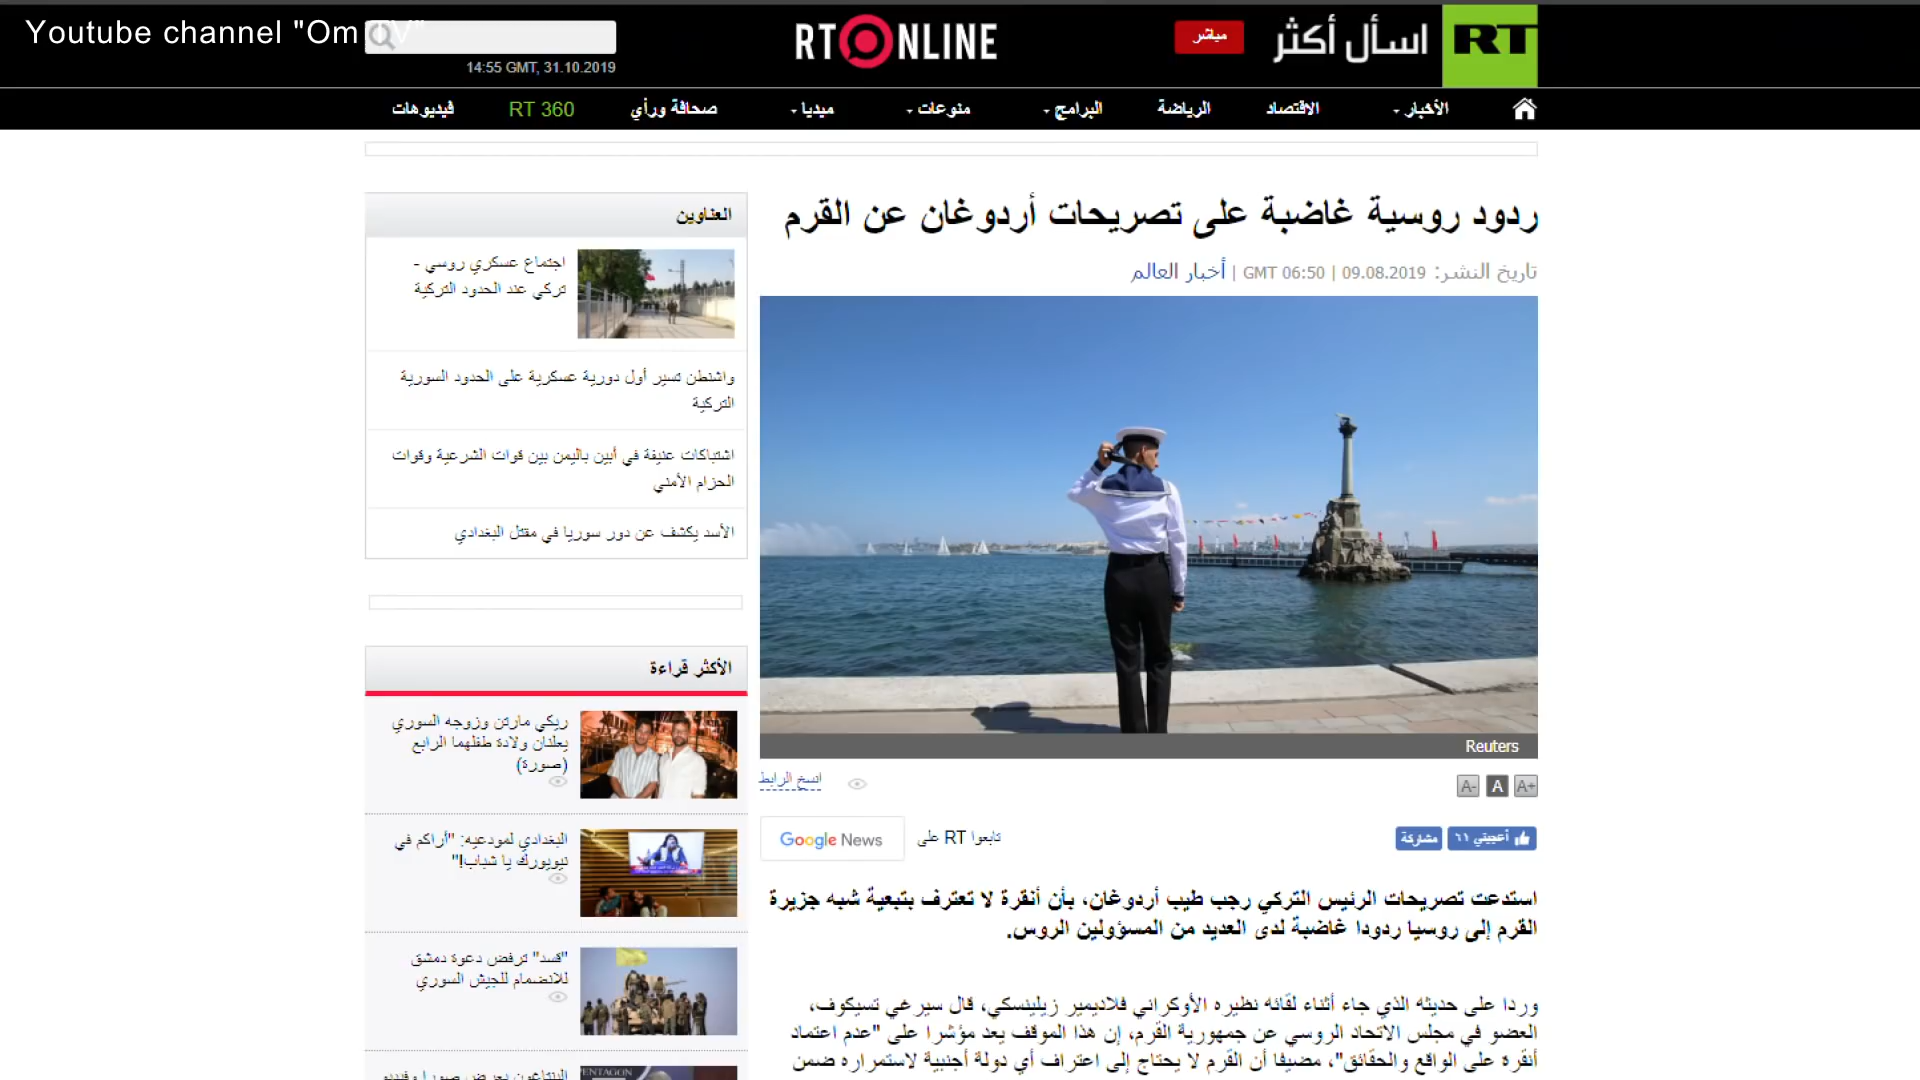 Youtube channel "Om TV"
14:55 GMT, 31.10.2019
RT ONLINE
مباشر
اسأل أكثر
RT
الأخبار
الاقتصاد
الرياضة
البرامج
منوعات
ميديا
صحافة ورأي
RT 360
فيديوهات
ردود روسية غاضبة على تصريحات أردوغان عن القرم
تاريخ النشر: 09.08.2019 | 06:50 GMT | أخبار العالم
Reuters
انسخ الرابط
A- A A+
أعجبني ٦١
مشاركة
تابعوا RT على
Google News
استدعت تصريحات الرئيس التركي رجب طيب أردوغان، بأن أنقرة لا تعترف بتبعية شبه جزيرة
القرم إلى روسيا ردودا غاضبة لدى العديد من المسؤولين الروس.
وردا على حديثه الذي جاء أثناء لقائه نظيره الأوكراني فلاديمير زيلينسكي، قال سيرغي تسيكوف،
العضو في مجلس الاتحاد الروسي عن جمهورية القرم، إن هذا الموقف يعد مؤشرا على "عدم اعتماد
أنقرة على الواقع والحقائق"، مضيفا أن القرم لا يحتاج إلى اعتراف أي دولة أجنبية لاستمراره ضمن
العناوين
اجتماع عسكري روسي -
تركي عند الحدود التركية
واشنطن تسير أول دورية عسكرية على الحدود السورية
التركية
اشتباكات عنيفة في أبين باليمن بين قوات الشرعية وقوات
الحزام الأمني
الأسد يكشف عن دور سوريا في مقتل البغدادي
الأكثر قراءة
ريكي مارتن وزوجه السوري
يعلنان ولادة طفلهما الرابع
(صورة)
البغدادي لمودعيه: "أراكم في
نيويورك يا شباب!"
"قسد" ترفض دعوة دمشق
للانضمام للجيش السوري
البنتاغون يعرض صورا وفيديو
PENTAGON